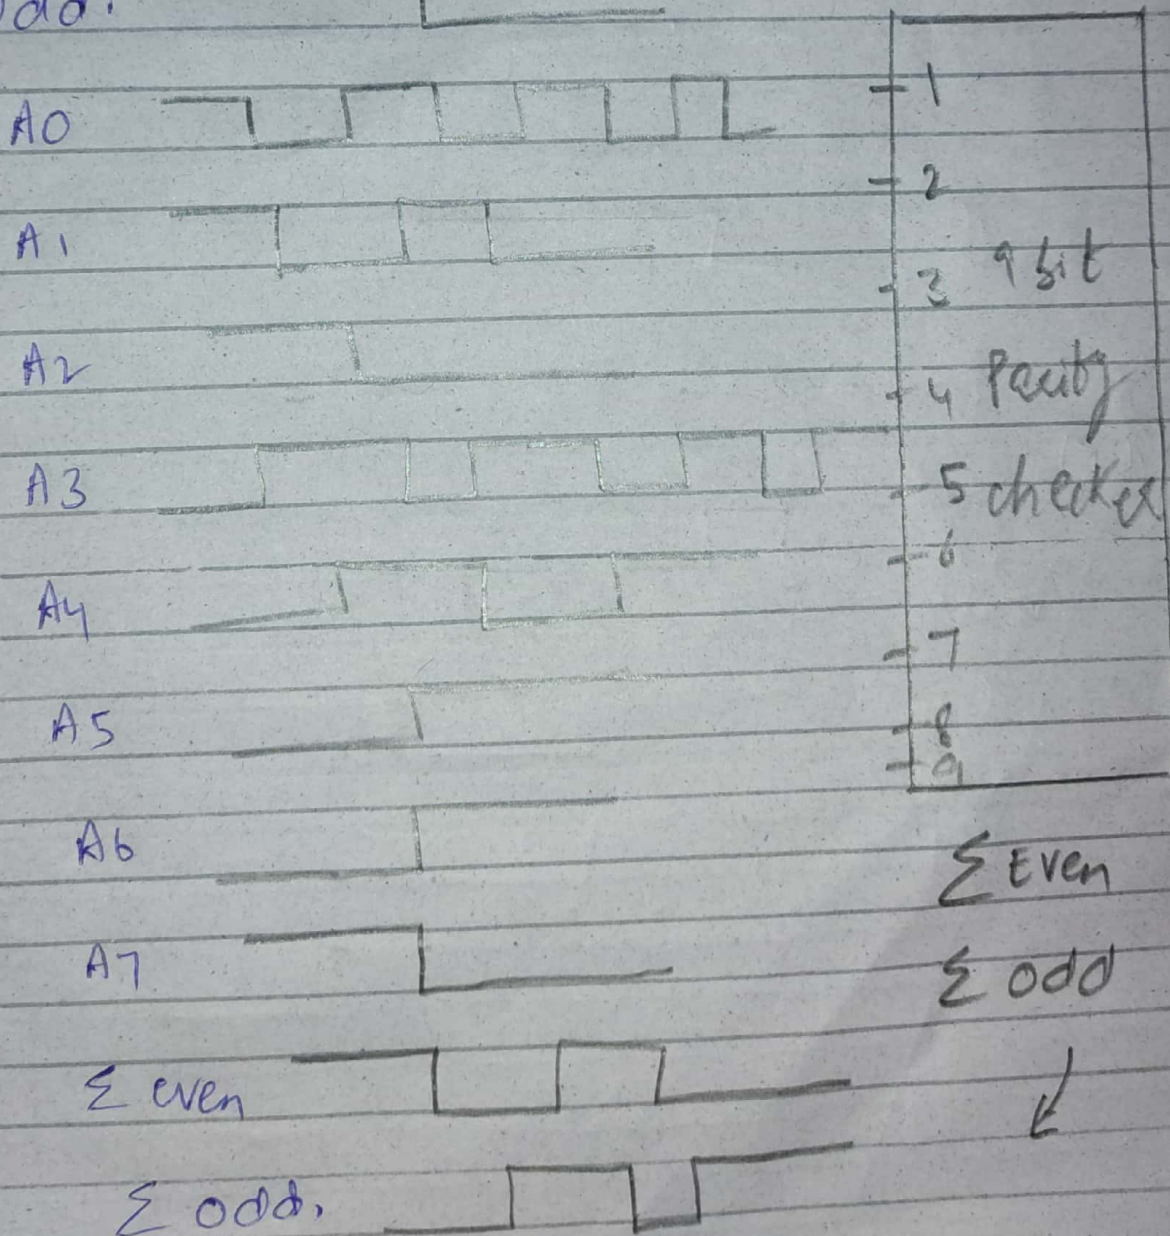 odd.
A0
1
2
A1
3
9 bit
A2
4
Parity
A3
5
checker
6
A4
7
A5
8
9
A6
Σ Even
A7
Σ odd
Σ even
Σ odd.